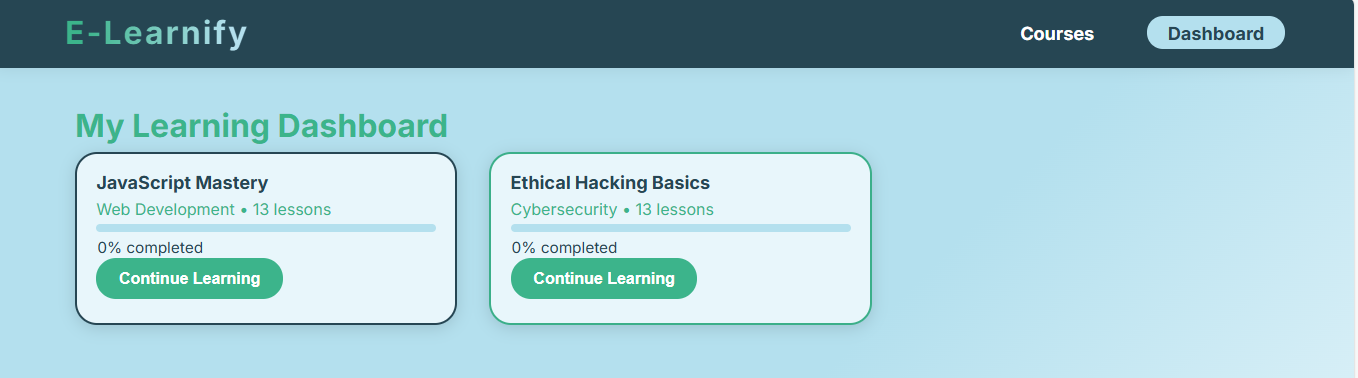 E-Learnify
Courses
Dashboard
My Learning Dashboard
JavaScript Mastery
Web Development • 13 lessons
0% completed
Continue Learning
Ethical Hacking Basics
Cybersecurity • 13 lessons
0% completed
Continue Learning